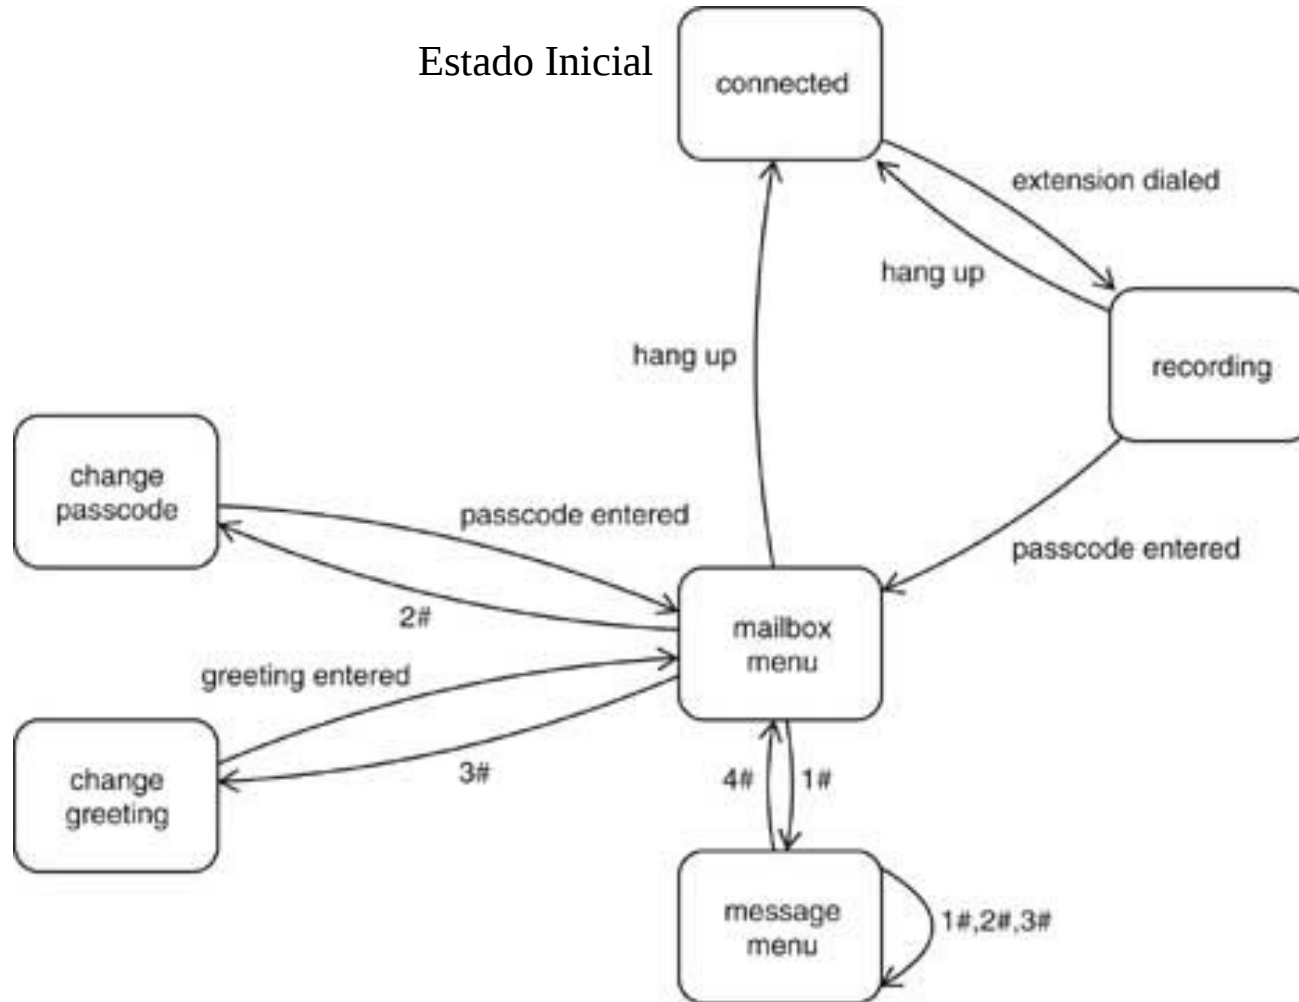 Estado Inicial
connected
extension dialed
hang up
hang up
recording
change
passcode
passcode entered
passcode entered
2#
mailbox
menu
greeting entered
3#
change
greeting
4#
1#
message
menu
1#,2#,3#